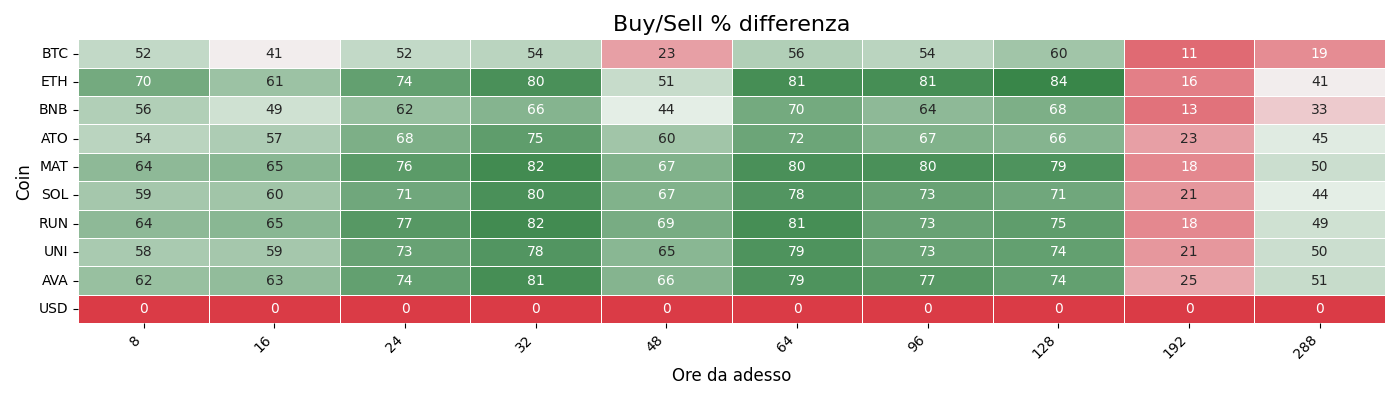 Buy/Sell % differenza
Coin
BTC 52 41 52 54 23 56 54 60 11 19
ETH 70 61 74 80 51 81 81 84 16 41
BNB 56 49 62 66 44 70 64 68 13 33
ATO 54 57 68 75 60 72 67 66 23 45
MAT 64 65 76 82 67 80 80 79 18 50
SOL 59 60 71 80 67 78 73 71 21 44
RUN 64 65 77 82 69 81 73 75 18 49
UNI 58 59 73 78 65 79 73 74 21 50
AVA 62 63 74 81 66 79 77 74 25 51
USD 0 0 0 0 0 0 0 0 0 0
8 16 24 32 48 64 96 128 192 288
Ore da adesso